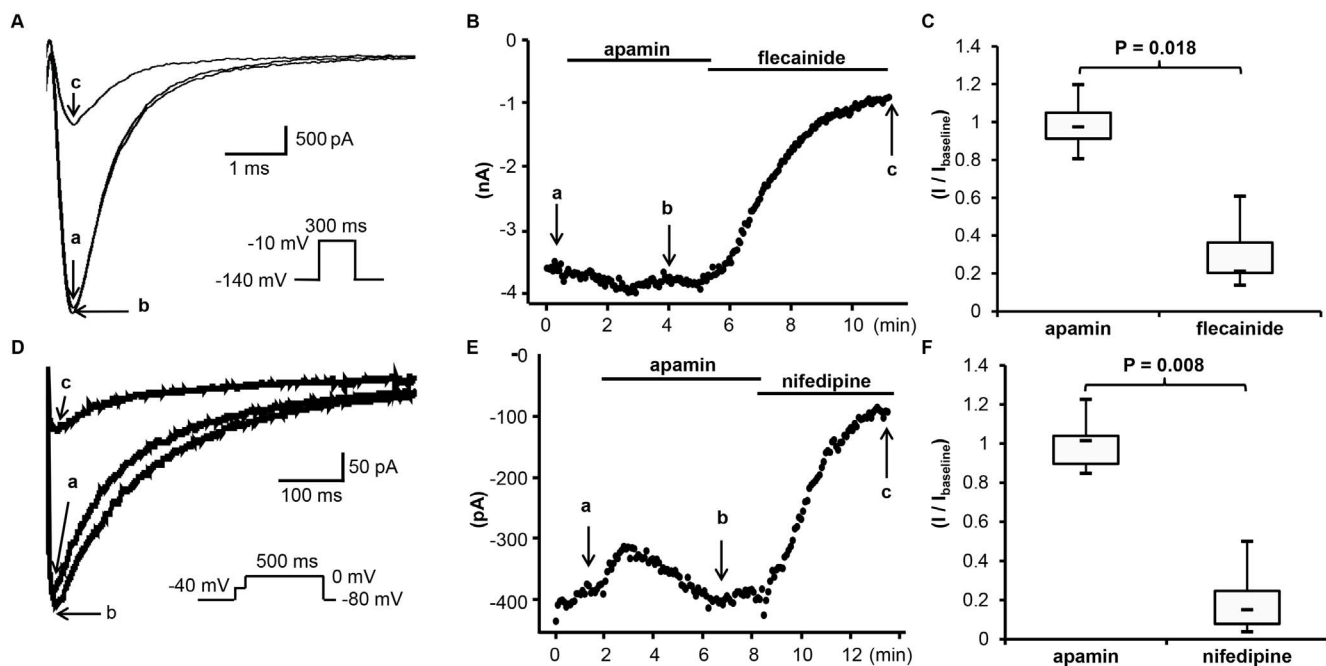 A
c
500 pA
1 ms
a
300 ms
-10 mV
-140 mV
b
B
0
apamin
flecainide
-1
-2
(nA)
a
b
c
-3
-4
0 2 4 6 8 10 (min)
C
1.4
P = 0.018
1.2
1
0.8
(I / Ibaseline)
0.6
0.4
0.2
0
apamin flecainide
D
c
50 pA
100 ms
a
500 ms
-40 mV
0 mV
-80 mV
b
E
-0
apamin
nifedipine
-100
-200
(pA)
a
b
c
-300
-400
0 2 4 6 8 10 12 (min)
F
1.4
P = 0.008
1.2
1
0.8
(I / Ibaseline)
0.6
0.4
0.2
0
apamin nifedipine